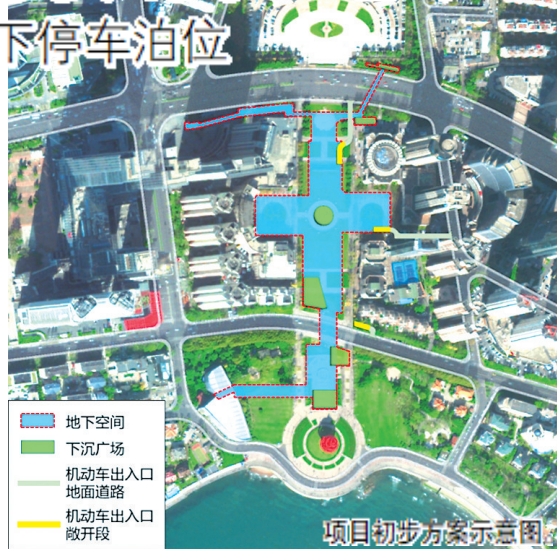 下停车泊位
地下空间
下沉广场
机动车出入口
地面道路
机动车出入口
敞开段
项目初步方案示意图